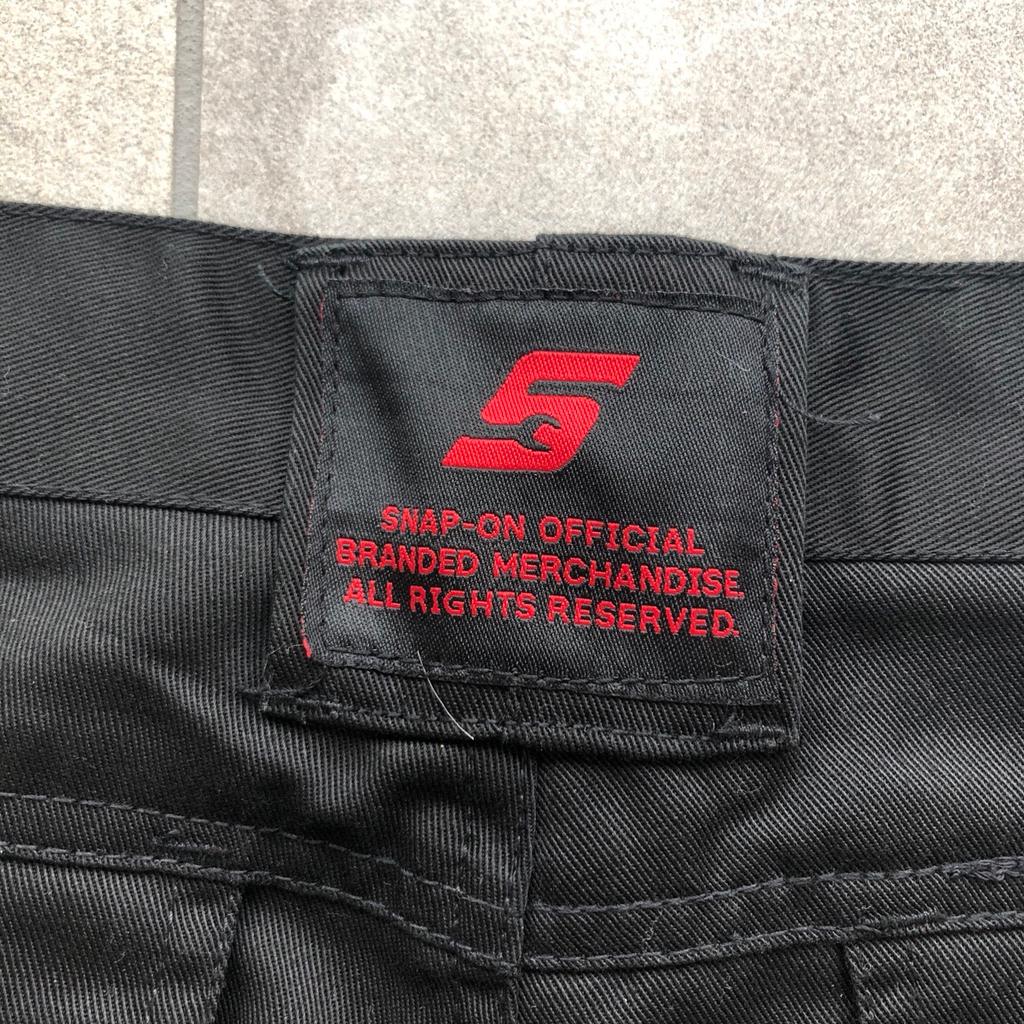 SNAP-ON OFFICIAL
BRANDED MERCHANDISE.
ALL RIGHTS RESERVED.